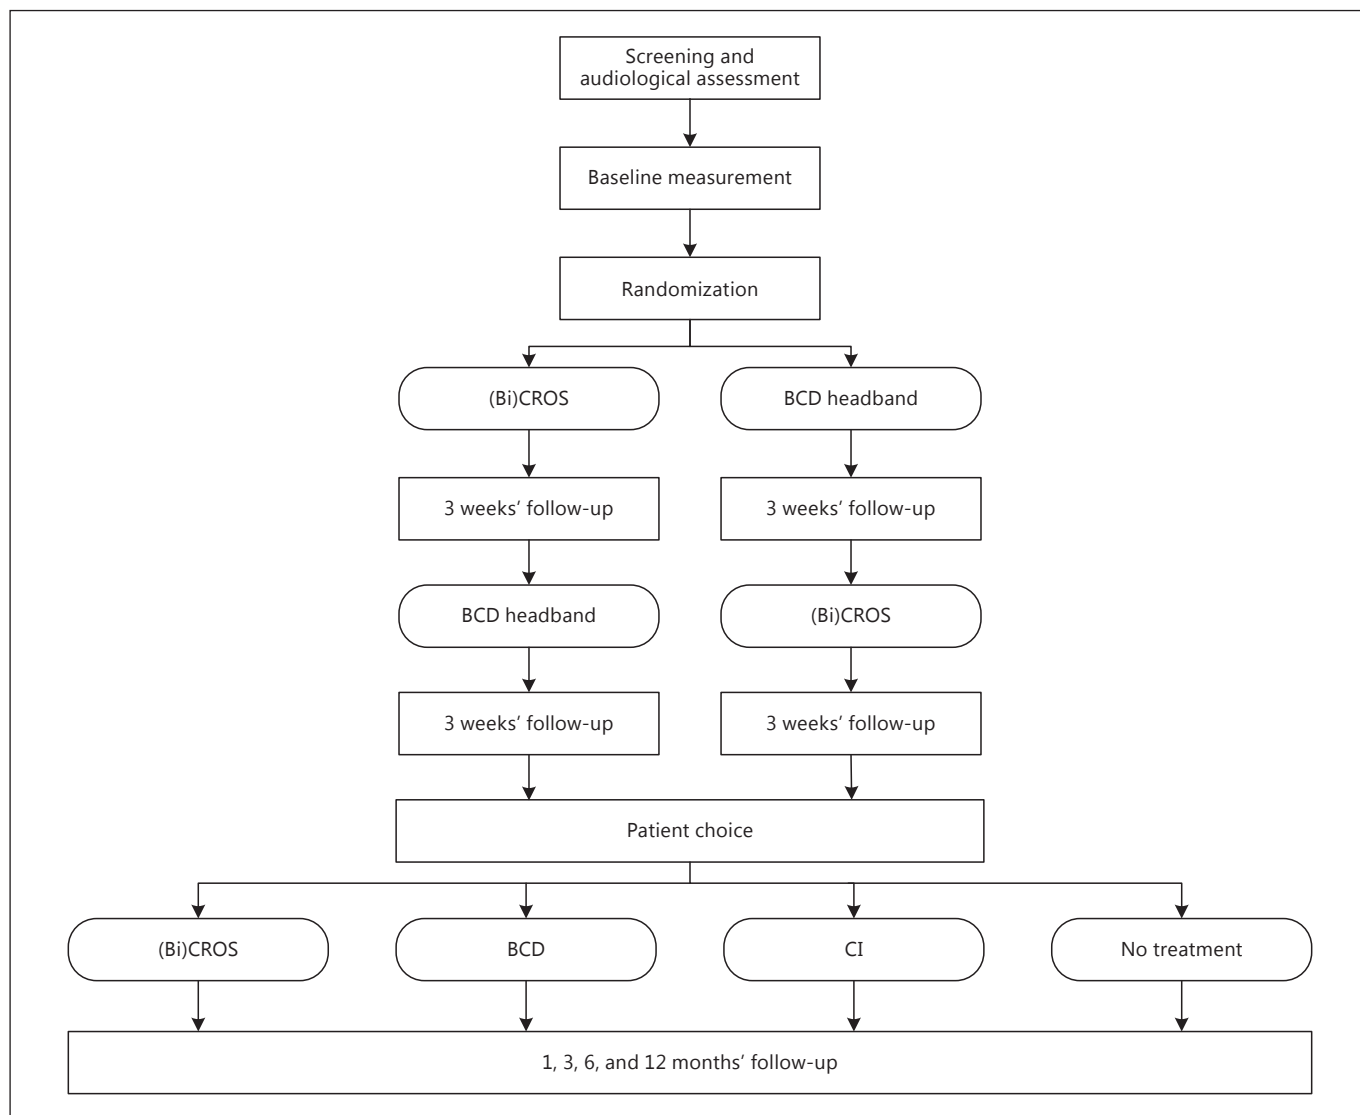 Screening and
audiological assessment
Baseline measurement
Randomization
(Bi)CROS
BCD headband
3 weeks’ follow-up
3 weeks’ follow-up
BCD headband
(Bi)CROS
3 weeks’ follow-up
3 weeks’ follow-up
Patient choice
(Bi)CROS
BCD
CI
No treatment
1, 3, 6, and 12 months’ follow-up